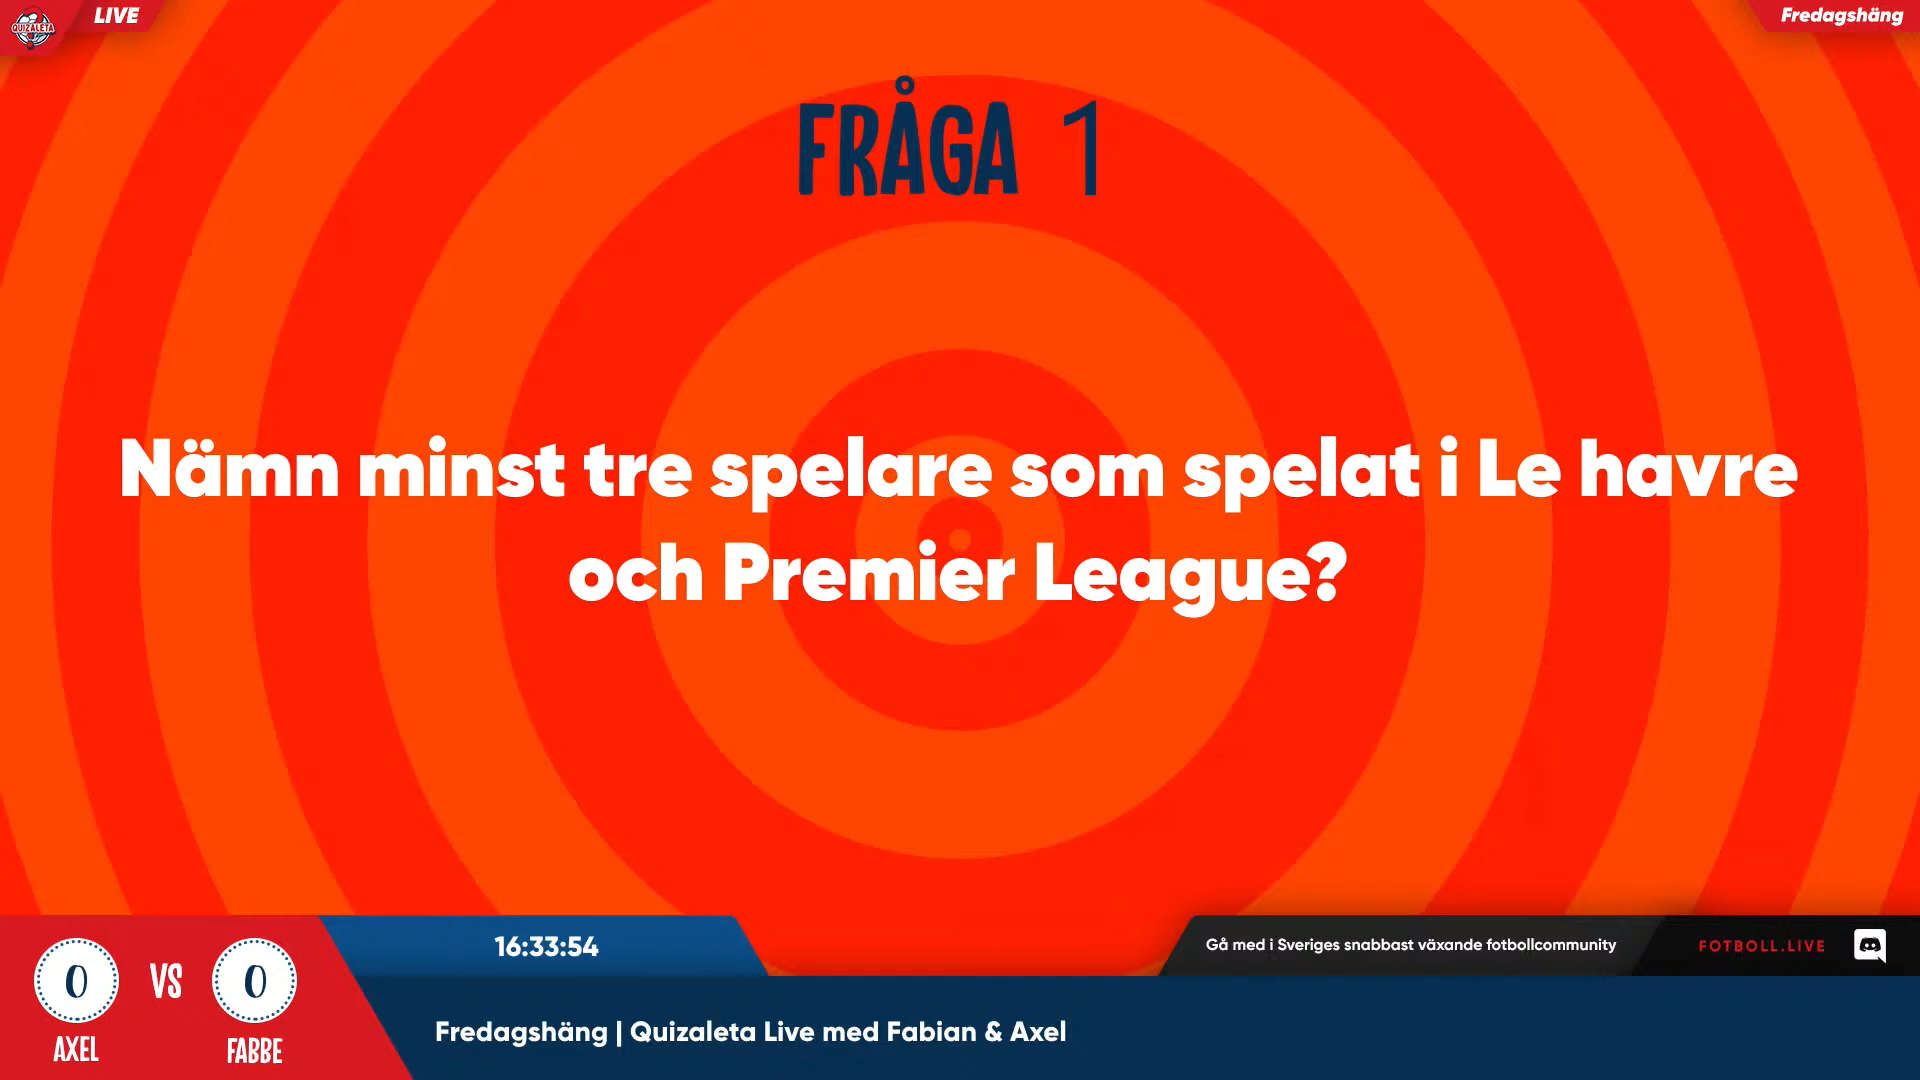 QUIZALETA
LIVE
Fredagshäng
FRÅGA 1
Nämn minst tre spelare som spelat i Le havre
och Premier League?
16:33:54
Gå med i Sveriges snabbast växande fotbollcommunity
FOTBOLL.LIVE
0 VS 0
AXEL FABBE
Fredagshäng | Quizaleta Live med Fabian & Axel